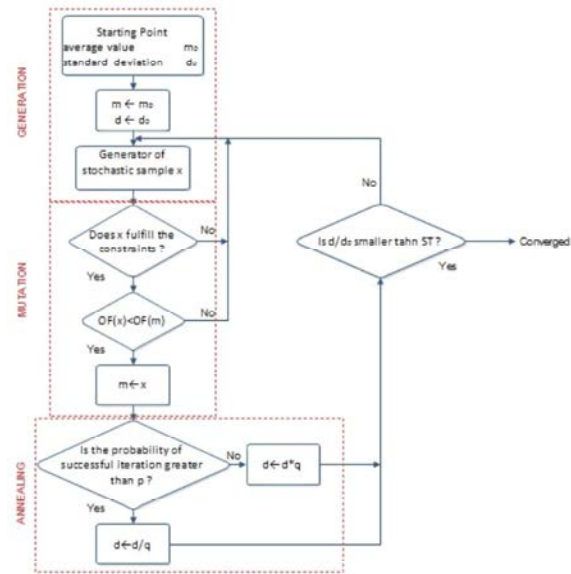 GENERATION
Starting Point
average value m₀
standard deviation d₀
m ← m₀
d ← d₀
Generator of
stochastic sample x
MUTATION
Does x fulfill the
constraints ?
No
Yes
OF(x)<OF(m)
No
Yes
m←x
ANNEALING
Is the probability of
successful iteration greater
than p ?
No
d←d*q
Yes
d←d/q
No
Is d/d₀ smaller tahn ST ?
Converged
Yes